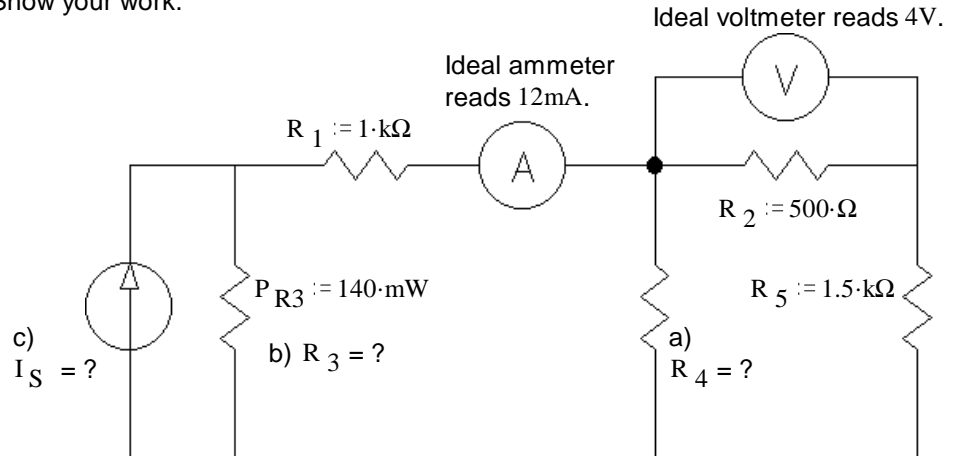 Show your work.
Ideal voltmeter reads 4V.
V
Ideal ammeter
reads 12mA.
R 1 := 1·kΩ
A
R 2 := 500·Ω
P R3 := 140·mW
R 5 := 1.5·kΩ
c)
I S = ?
b) R 3 = ?
a)
R 4 = ?